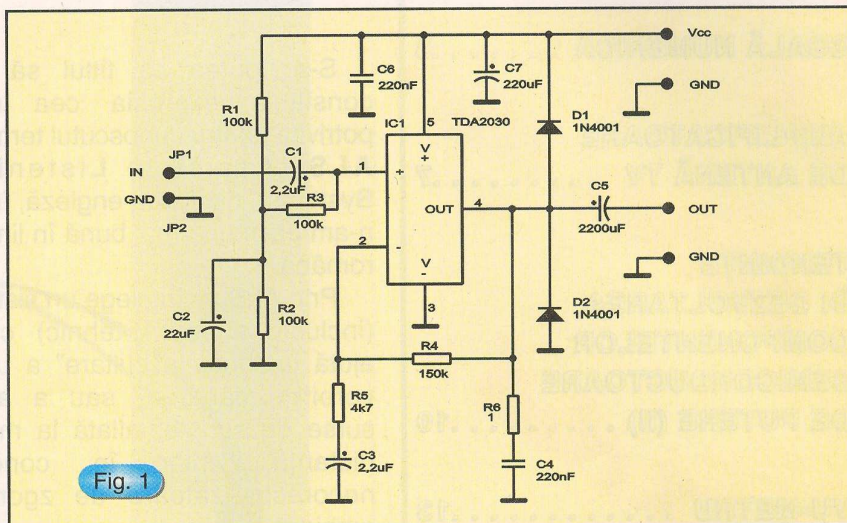 Vcc
C6
220nF
C7
220uF
GND
R1
100k
IC1
TDA2030
D1
1N4001
JP1
C1
5
V
+
IN
2,2uF
1
+
GND
R3
OUT
4
C5
OUT
JP2
100k
2
-
2200uF
V
-
GND
3
D2
1N4001
C2
22uF
R2
100k
R4
150k
R5
4k7
R6
1
C3
2,2uF
C4
220nF
Fig. 1